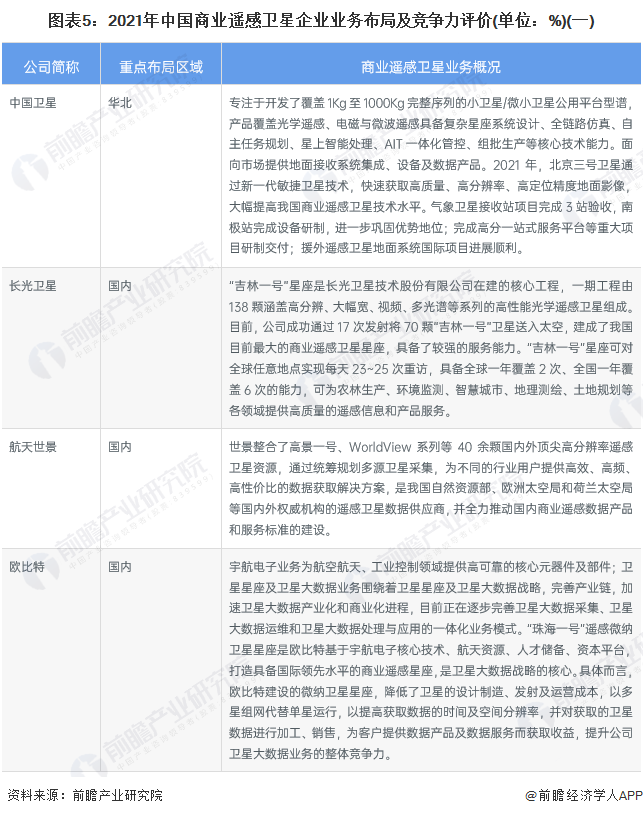 图表5：2021年中国商业遥感卫星企业业务布局及竞争力评价(单位：%)(一)
公司简称
重点布局区域
商业遥感卫星业务概况
中国卫星
华北
专注于开发了覆盖1Kg至1000Kg完整序列的小卫星/微小卫星公用平台型谱，
产品覆盖光学遥感、电磁与微波遥感具备复杂星座系统设计、全链路仿真、自
主任务规划、星上智能处理、AIT一体化管控、组批生产等核心技术能力。面
向市场提供地面接收系统集成、设备及数据产品。2021年，北京三号卫星通
过新一代敏捷卫星技术，快速获取高质量、高分辨率、高定位精度地面影像，
大幅提高我国商业遥感卫星技术水平。气象卫星接收站项目完成3站验收，南
极站完成设备研制，进一步巩固优势地位；完成高分一站式服务平台等重大项
目研制交付；援外遥感卫星地面系统国际项目进展顺利。
长光卫星
国内
“吉林一号”星座是长光卫星技术股份有限公司在建的核心工程，一期工程由
138颗涵盖高分辨、大幅宽、视频、多光谱等系列的高性能光学遥感卫星组成。
目前，公司成功通过17次发射将70颗“吉林一号”卫星送入太空，建成了我国
目前最大的商业遥感卫星星座，具备了较强的服务能力。“吉林一号”星座可对
全球任意地点实现每天23~25次重访，具备全球一年覆盖2次、全国一年覆
盖6次的能力，可为农林生产、环境监测、智慧城市、地理测绘、土地规划等
各领域提供高质量的遥感信息和产品服务。
航天世景
国内
世景整合了高景一号、WorldView系列等 40 余颗国内外顶尖高分辨率遥感
卫星资源，通过统筹规划多源卫星采集，为不同的行业用户提供高效、高频、
高性价比的数据获取解决方案，是我国自然资源部、欧洲太空局和荷兰太空局
等国内外权威机构的遥感卫星数据供应商，并全力推动国内商业遥感数据产品
和服务标准的建设。
欧比特
国内
宇航电子业务为航空航天、工业控制领域提供高可靠的核心元器件及部件；卫
星星座及卫星大数据业务围绕着卫星星座及卫星大数据战略，完善产业链，加
速卫星大数据产业化和商业化进程，目前正在逐步完善卫星大数据采集、卫星
大数据运维和卫星大数据处理与应用的一体化业务模式。“珠海一号”遥感微纳
卫星星座是欧比特基于宇航电子核心技术、航天资源、人才储备、资本平台，
打造具备国际领先水平的商业遥感星座，是卫星大数据战略的核心。具体而言，
欧比特建设的微纳卫星星座，降低了卫星的设计制造、发射及运营成本，以多
星组网代替单星运行，以提高获取数据的时间及空间分辨率，并对获取的卫星
数据进行加工、销售，为客户提供数据产品及数据服务而获取收益，提升公司
卫星大数据业务的整体竞争力。
资料来源：前瞻产业研究院
@前瞻经济学人APP